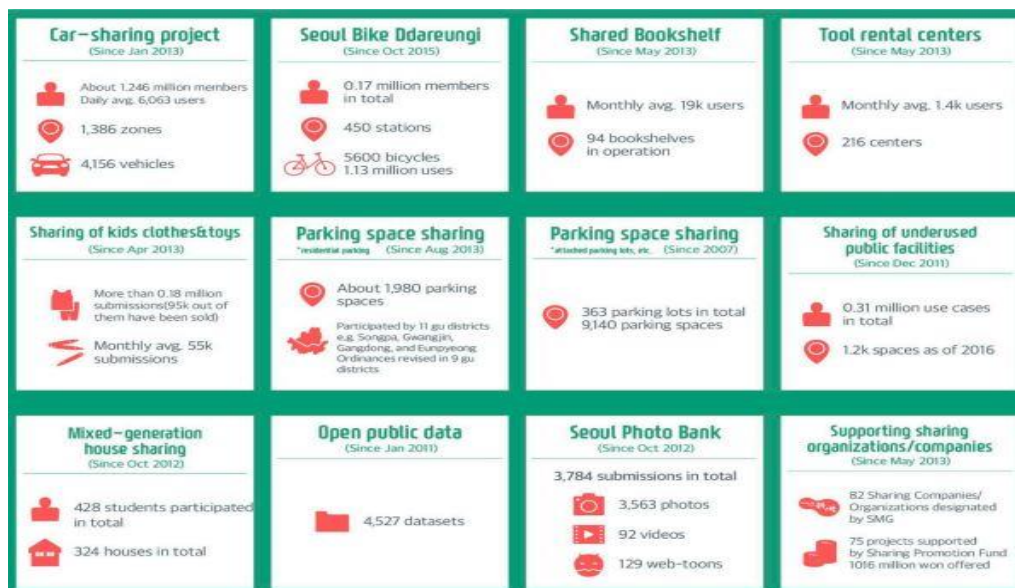 Car-sharing project
(Since Jan 2013)
About 1.246 million members
Daily avg. 6,063 users
1,386 zones
4,156 vehicles
Seoul Bike Ddareungi
(Since Oct 2015)
0.17 million members
in total
450 stations
5600 bicycles
1.13 million uses
Shared Bookshelf
(Since May 2013)
Monthly avg. 19k users
94 bookshelves
in operation
Tool rental centers
(Since May 2013)
Monthly avg. 1.4k users
216 centers
Sharing of kids clothes&toys
(Since Apr 2013)
More than 0.18 million
submissions(95k out of
them have been sold)
Monthly avg. 55k
submissions
Parking space sharing
*residential parking (Since Aug 2013)
About 1,980 parking
spaces
Participated by 11 gu districts
e.g. Songpa, Gwangjin,
Gangdong, and Eunpyeong
Ordinances revised in 9 gu
districts
Parking space sharing
*attached parking lots, etc. (Since 2007)
363 parking lots in total
9,140 parking spaces
Sharing of underused
public facilities
(Since Dec 2011)
0.31 million use cases
in total
1.2k spaces as of 2016
Mixed-generation
house sharing
(Since Oct 2012)
428 students participated
in total
324 houses in total
Open public data
(Since Jan 2011)
4,527 datasets
Seoul Photo Bank
(Since Oct 2012)
3,784 submissions in total
3,563 photos
92 videos
129 web-toons
Supporting sharing
organizations/companies
(Since May 2013)
82 Sharing Companies/
Organizations designated
by SMG
75 projects supported
by Sharing Promotion Fund
1016 million won offered